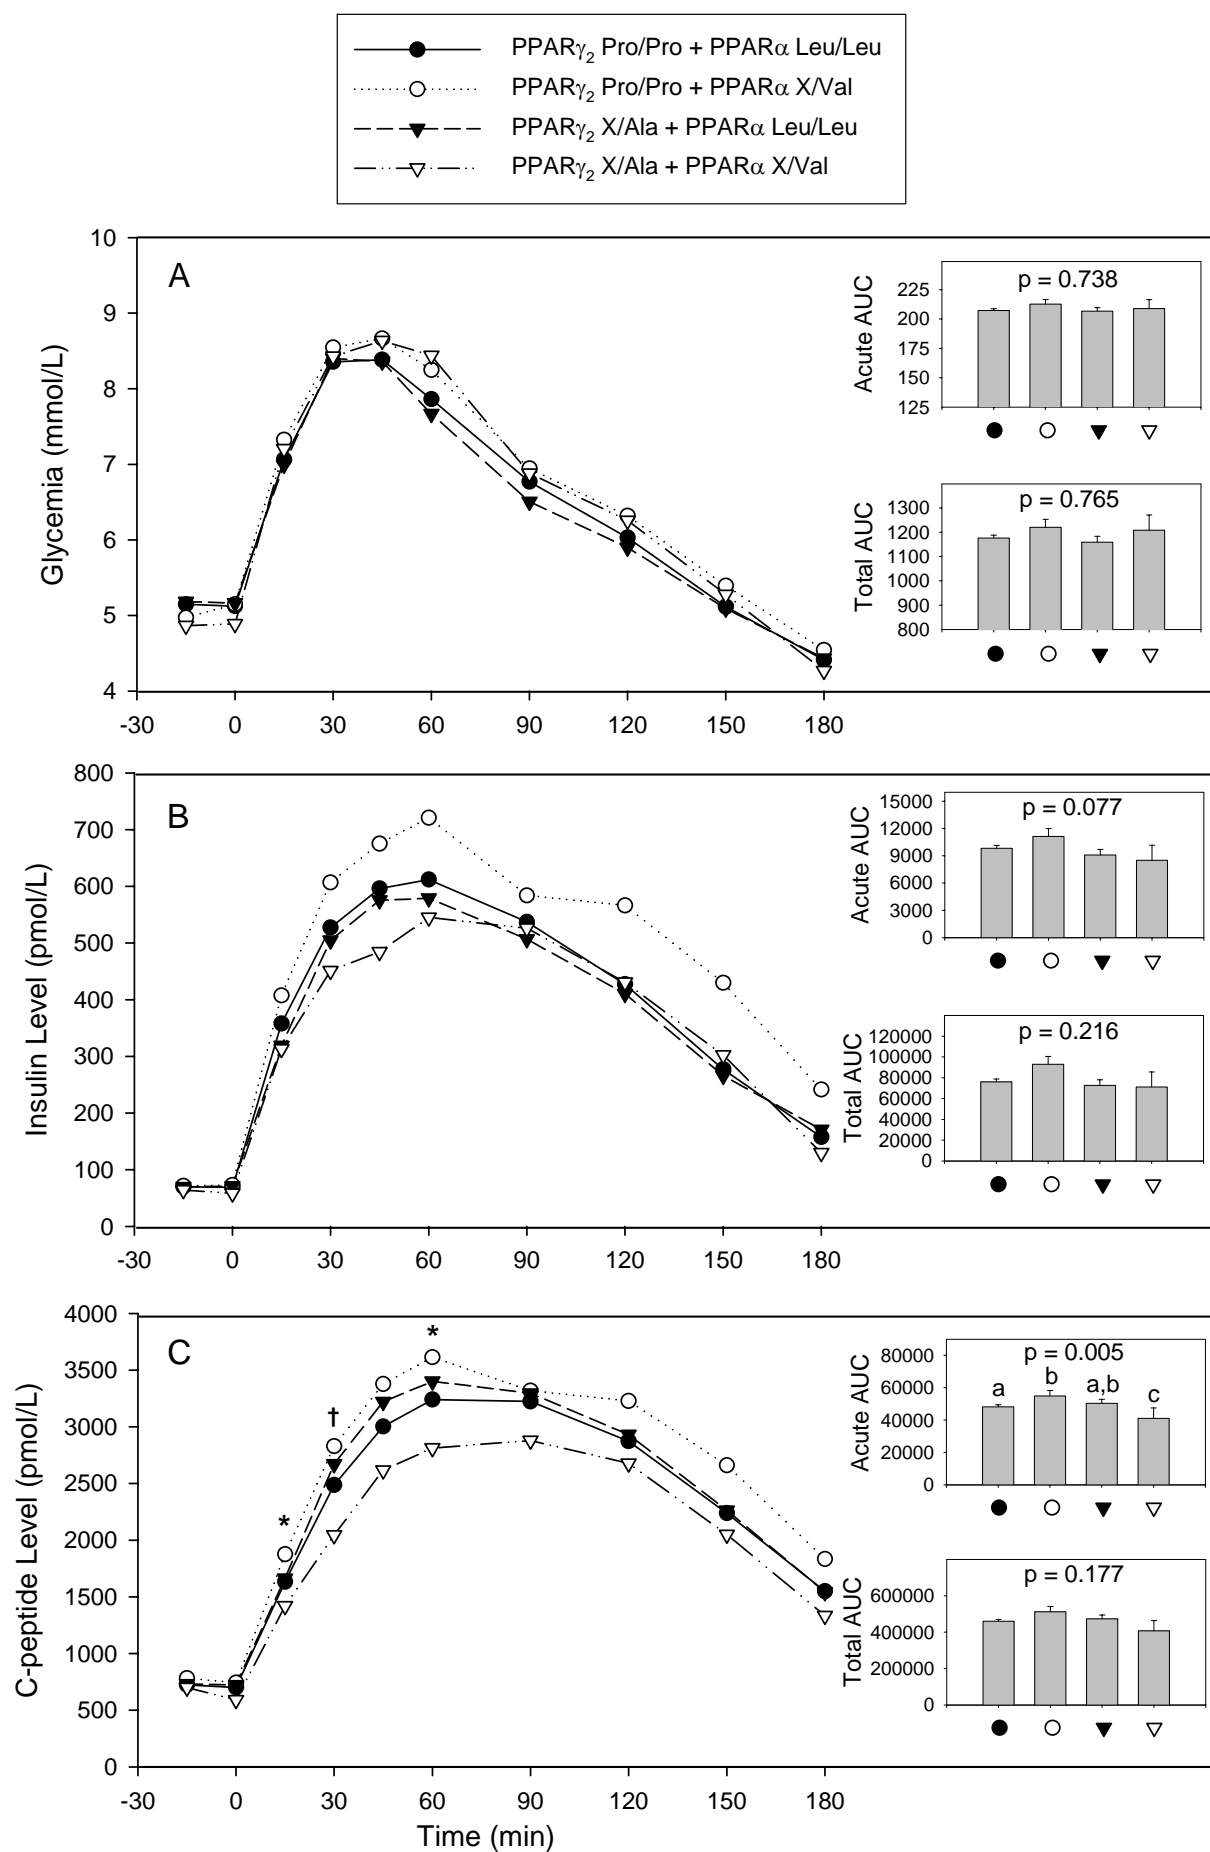 PPARγ2 Pro/Pro + PPARα Leu/Leu
PPARγ2 Pro/Pro + PPARα X/Val
PPARγ2 X/Ala + PPARα Leu/Leu
PPARγ2 X/Ala + PPARα X/Val
A
Glycemia (mmol/L)
10
9
8
7
6
5
4
-30 0 30 60 90 120 150 180
p = 0.738
Acute AUC
225
200
175
150
125
p = 0.765
Total AUC
1300
1200
1100
1000
900
800
B
Insulin Level (pmol/L)
800
700
600
500
400
300
200
100
0
-30 0 30 60 90 120 150 180
p = 0.077
Acute AUC
15000
12000
9000
6000
3000
0
p = 0.216
Total AUC
100000
80000
60000
40000
20000
0
C
C-peptide Level (pmol/L)
4000
3500
3000
2500
2000
1500
1000
500
0
* † *
-30 0 30 60 90 120 150 180
Time (min)
p = 0.005
a b a,b c
Acute AUC
80000
60000
40000
20000
0
p = 0.177
Total AUC
600000
400000
200000
0